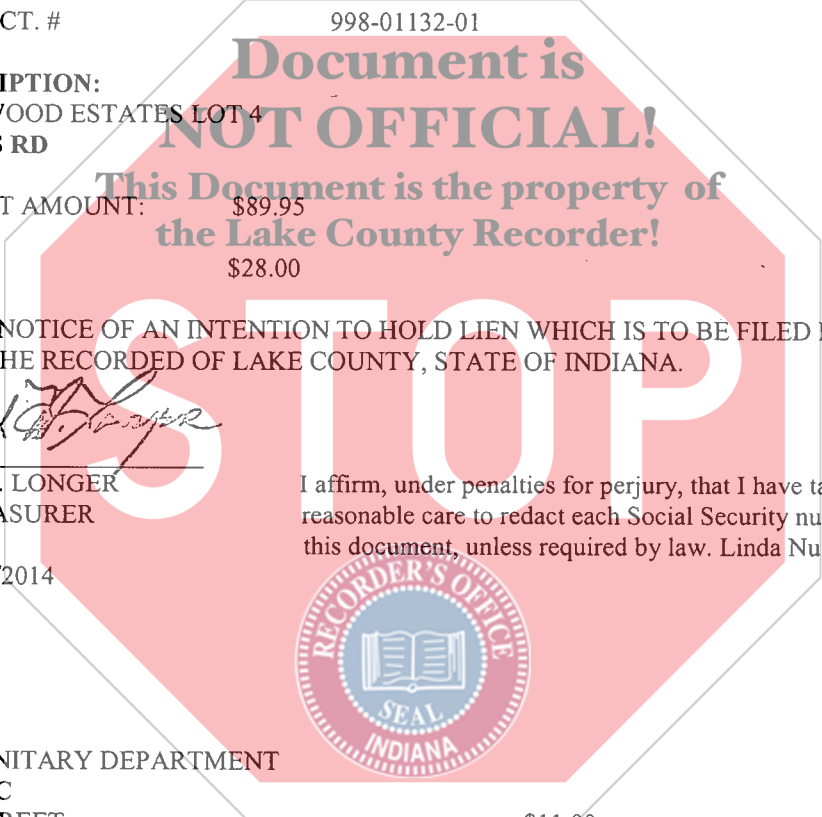 CT. # 998-01132-01
Document is
IPTION:
WOOD ESTATES LOT 4
NOT OFFICIAL!
S RD
This Document is the property of
T AMOUNT: $89.95
the Lake County Recorder!
$28.00
NOTICE OF AN INTENTION TO HOLD LIEN WHICH IS TO BE FILED
HE RECORDED OF LAKE COUNTY, STATE OF INDIANA.
STOP
. LONGER I affirm, under penalties for perjury, that I have ta
ASURER reasonable care to redact each Social Security nu
this document, unless required by law. Linda Nu
2014
RECORDER'S OFFICE
SEAL
INDIANA
NITARY DEPARTMENT
C